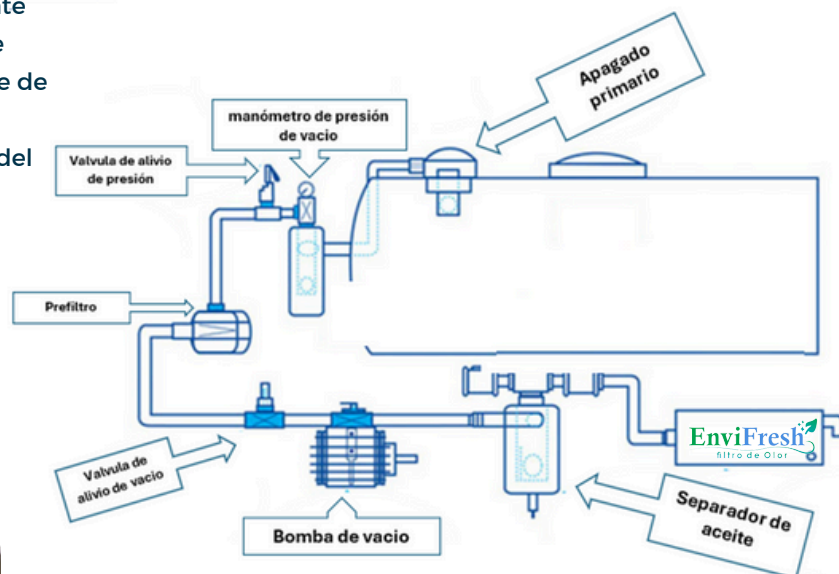 e de
del
Apagado
primario
manómetro de presión
de vacio
Valvula de alivio
de presión
Prefiltro
EnviFresh
filtro de Olor
Valvula de
alivio de vacio
Bomba de vacio
Separador de
aceite